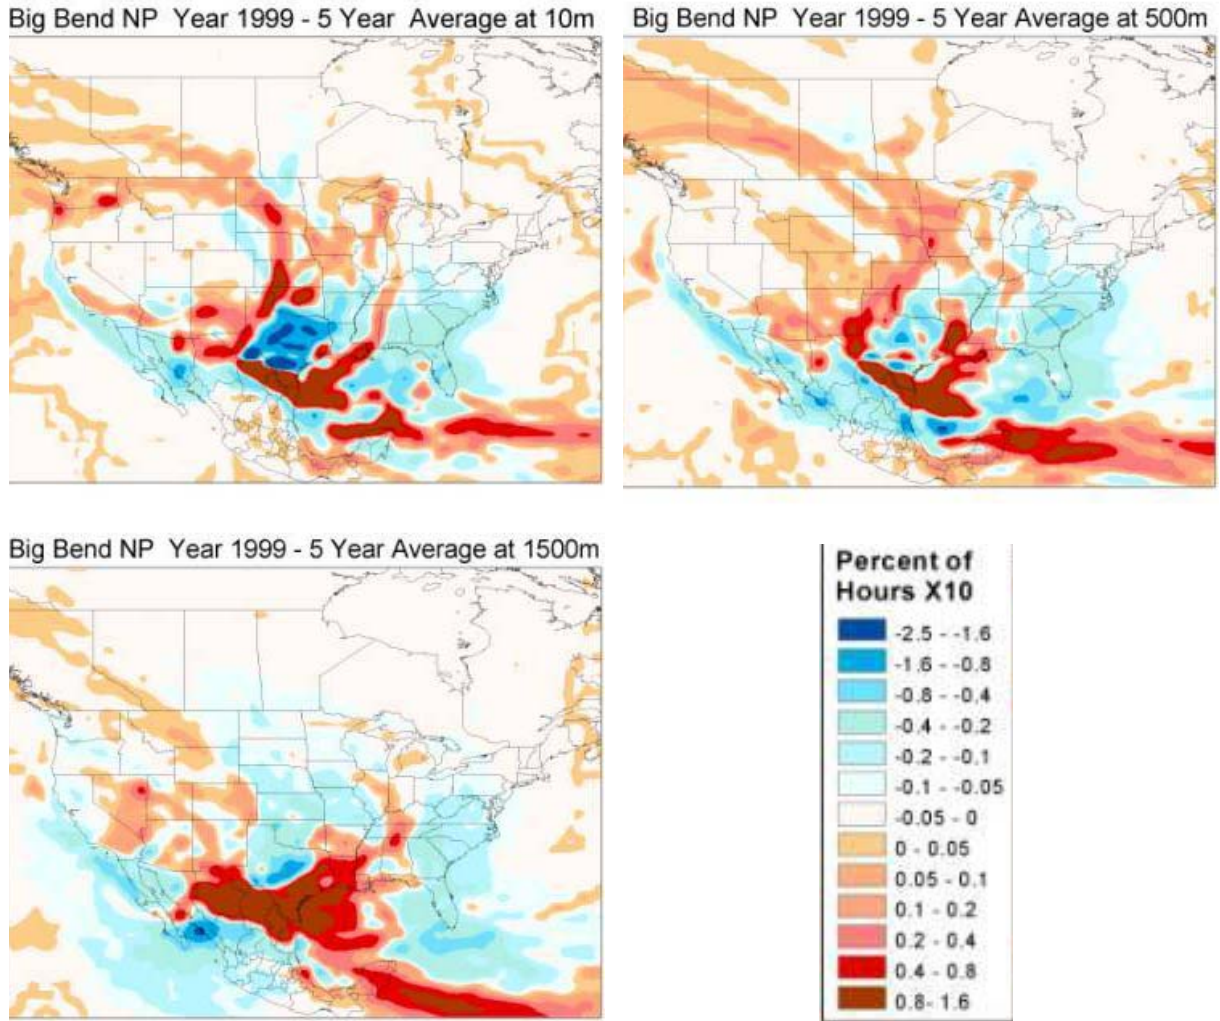 Big Bend NP Year 1999 - 5 Year Average at 10m
Big Bend NP Year 1999 - 5 Year Average at 500m
Big Bend NP Year 1999 - 5 Year Average at 1500m
Percent of
Hours X10
-2.5 - -1.6
-1.6 - -0.8
-0.8 - -0.4
-0.4 - -0.2
-0.2 - -0.1
-0.1 - -0.05
-0.05 - 0
0 - 0.05
0.05 - 0.1
0.1 - 0.2
0.2 - 0.4
0.4 - 0.8
0.8- 1.6